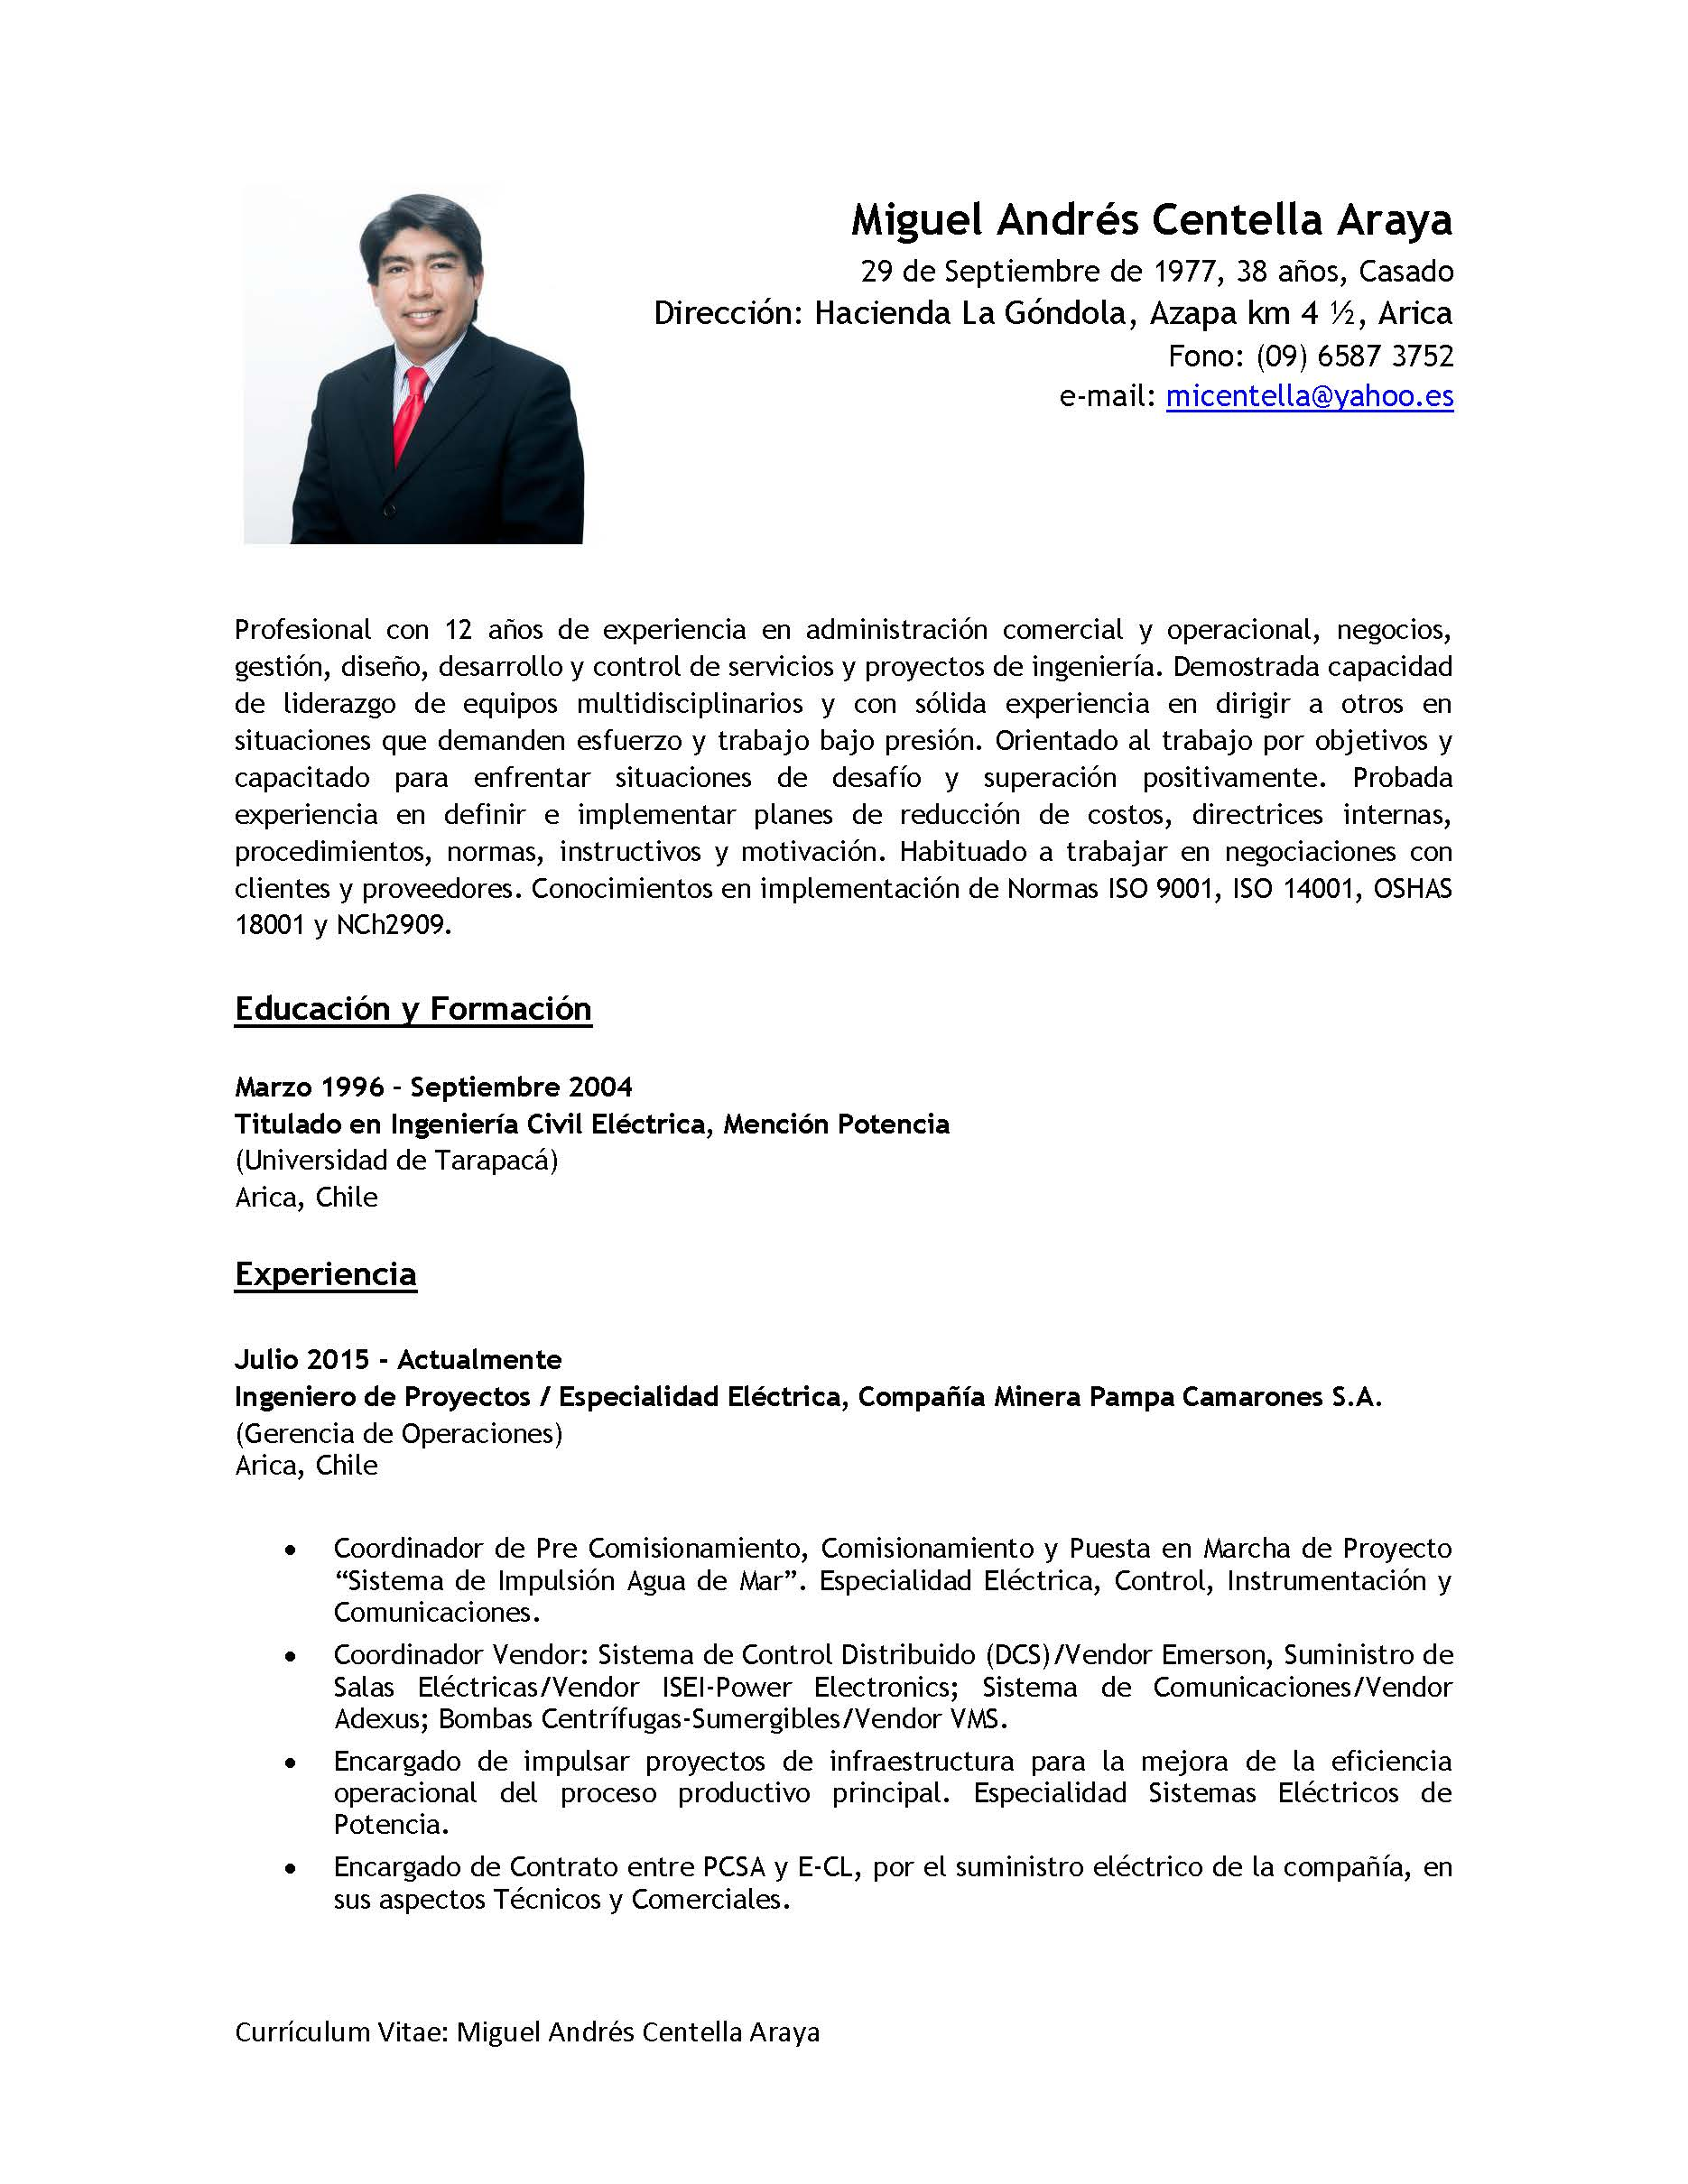 Miguel Andrés Centella Araya
29 de Septiembre de 1977, 38 años, Casado
Dirección: Hacienda La Góndola, Azapa km 4 ½, Arica
Fono: (09) 6587 3752
e-mail: micentella@yahoo.es
Profesional con 12 años de experiencia en administración comercial y operacional, negocios,
gestión, diseño, desarrollo y control de servicios y proyectos de ingeniería. Demostrada capacidad
de liderazgo de equipos multidisciplinarios y con sólida experiencia en dirigir a otros en
situaciones que demanden esfuerzo y trabajo bajo presión. Orientado al trabajo por objetivos y
capacitado para enfrentar situaciones de desafío y superación positivamente. Probada
experiencia en definir e implementar planes de reducción de costos, directrices internas,
procedimientos, normas, instructivos y motivación. Habituado a trabajar en negociaciones con
clientes y proveedores. Conocimientos en implementación de Normas ISO 9001, ISO 14001, OSHAS
18001 y NCh2909.
Educación y Formación
Marzo 1996 – Septiembre 2004
Titulado en Ingeniería Civil Eléctrica, Mención Potencia
(Universidad de Tarapacá)
Arica, Chile
Experiencia
Julio 2015 - Actualmente
Ingeniero de Proyectos / Especialidad Eléctrica, Compañía Minera Pampa Camarones S.A.
(Gerencia de Operaciones)
Arica, Chile
• Coordinador de Pre Comisionamiento, Comisionamiento y Puesta en Marcha de Proyecto
“Sistema de Impulsión Agua de Mar”. Especialidad Eléctrica, Control, Instrumentación y
Comunicaciones.
• Coordinador Vendor: Sistema de Control Distribuido (DCS)/Vendor Emerson, Suministro de
Salas Eléctricas/Vendor ISEI-Power Electronics; Sistema de Comunicaciones/Vendor
Adexus; Bombas Centrífugas-Sumergibles/Vendor VMS.
• Encargado de impulsar proyectos de infraestructura para la mejora de la eficiencia
operacional del proceso productivo principal. Especialidad Sistemas Eléctricos de
Potencia.
• Encargado de Contrato entre PCSA y E-CL, por el suministro eléctrico de la compañía, en
sus aspectos Técnicos y Comerciales.
Currículum Vitae: Miguel Andrés Centella Araya